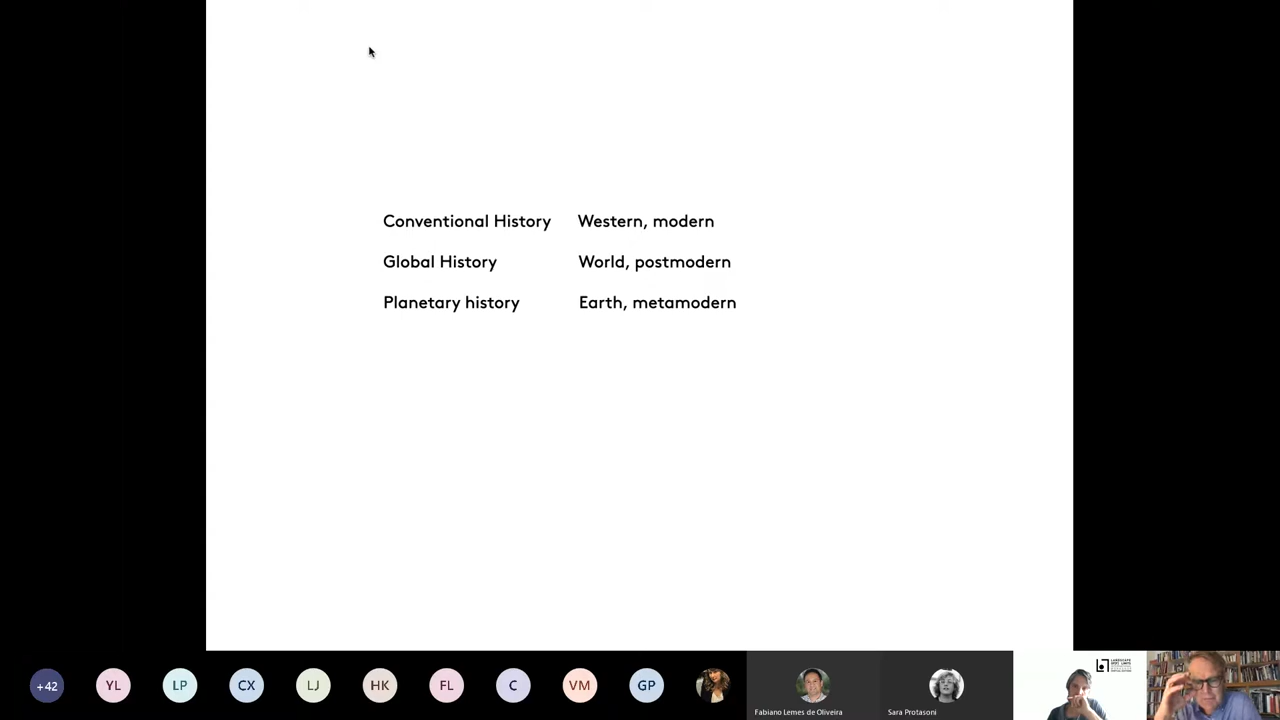 Conventional History Western, modern
Global History World, postmodern
Planetary history Earth, metamodern
+42 YL LP CX LJ HK FL C VM GP
Fabiano Lemes de Oliveira Sara Protasoni
LANDSCAPE